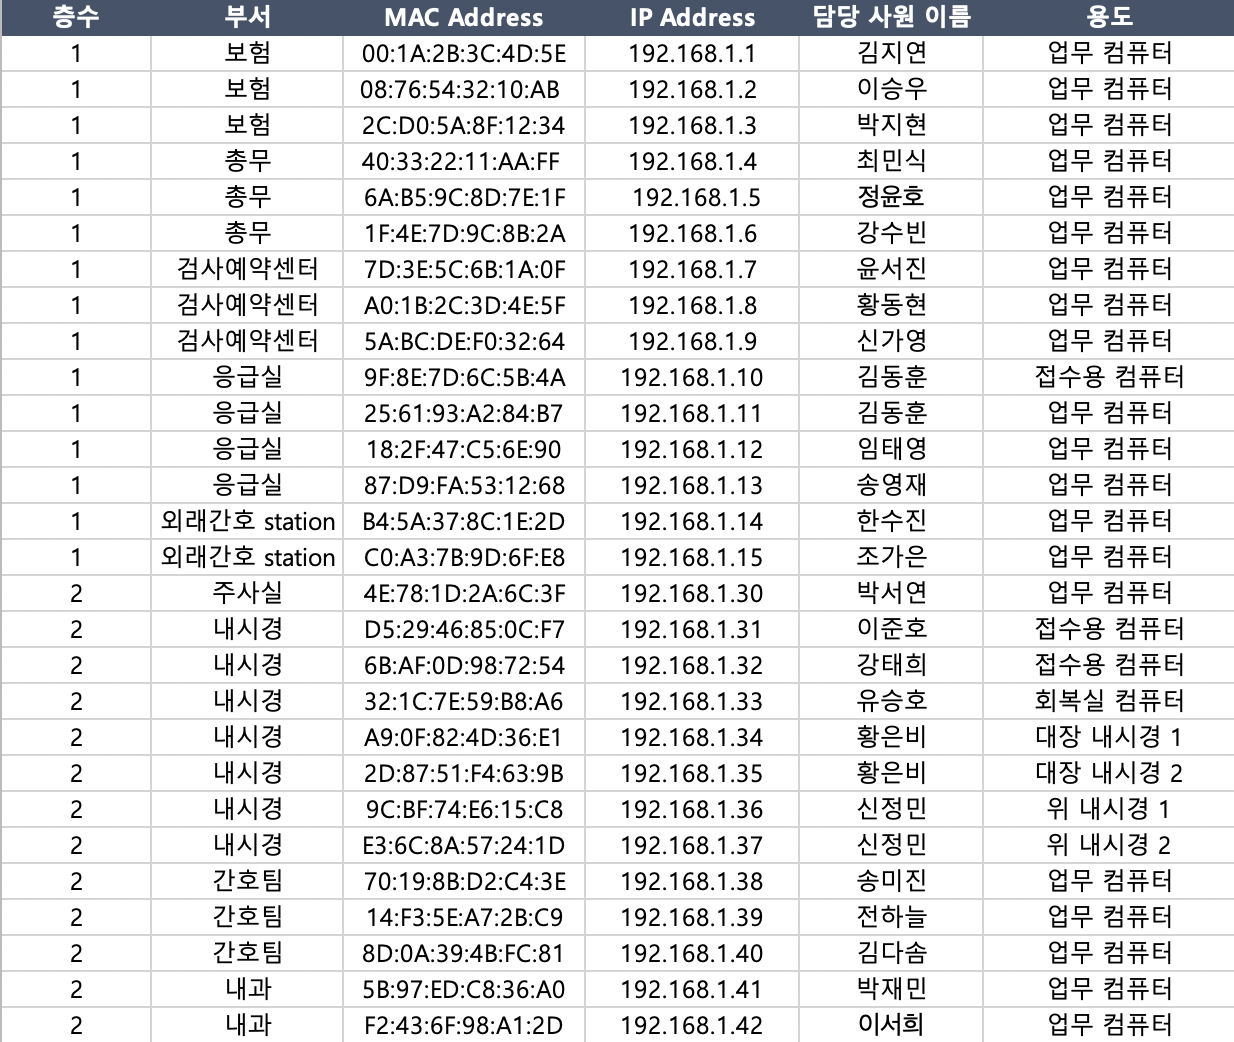 층수 부서 MAC Address IP Address 담당 사원 이름 용도
1 보험 00:1A:2B:3C:4D:5E 192.168.1.1 김지연 업무 컴퓨터
1 보험 08:76:54:32:10:AB 192.168.1.2 이승우 업무 컴퓨터
1 보험 2C:D0:5A:8F:12:34 192.168.1.3 박지현 업무 컴퓨터
1 총무 40:33:22:11:AA:FF 192.168.1.4 최민식 업무 컴퓨터
1 총무 6A:B5:9C:8D:7E:1F 192.168.1.5 정윤호 업무 컴퓨터
1 총무 1F:4E:7D:9C:8B:2A 192.168.1.6 강수빈 업무 컴퓨터
1 검사예약센터 7D:3E:5C:6B:1A:0F 192.168.1.7 윤서진 업무 컴퓨터
1 검사예약센터 A0:1B:2C:3D:4E:5F 192.168.1.8 황동현 업무 컴퓨터
1 검사예약센터 5A:BC:DE:F0:32:64 192.168.1.9 신가영 업무 컴퓨터
1 응급실 9F:8E:7D:6C:5B:4A 192.168.1.10 김동훈 접수용 컴퓨터
1 응급실 25:61:93:A2:84:B7 192.168.1.11 김동훈 업무 컴퓨터
1 응급실 18:2F:47:C5:6E:90 192.168.1.12 임태영 업무 컴퓨터
1 응급실 87:D9:FA:53:12:68 192.168.1.13 송영재 업무 컴퓨터
1 외래간호 station B4:5A:37:8C:1E:2D 192.168.1.14 한수진 업무 컴퓨터
1 외래간호 station C0:A3:7B:9D:6F:E8 192.168.1.15 조가은 업무 컴퓨터
2 주사실 4E:78:1D:2A:6C:3F 192.168.1.30 박서연 업무 컴퓨터
2 내시경 D5:29:46:85:0C:F7 192.168.1.31 이준호 접수용 컴퓨터
2 내시경 6B:AF:0D:98:72:54 192.168.1.32 강태희 접수용 컴퓨터
2 내시경 32:1C:7E:59:B8:A6 192.168.1.33 유승호 회복실 컴퓨터
2 내시경 A9:0F:82:4D:36:E1 192.168.1.34 황은비 대장 내시경 1
2 내시경 2D:87:51:F4:63:9B 192.168.1.35 황은비 대장 내시경 2
2 내시경 9C:BF:74:E6:15:C8 192.168.1.36 신정민 위 내시경 1
2 내시경 E3:6C:8A:57:24:1D 192.168.1.37 신정민 위 내시경 2
2 간호팀 70:19:8B:D2:C4:3E 192.168.1.38 송미진 업무 컴퓨터
2 간호팀 14:F3:5E:A7:2B:C9 192.168.1.39 전하늘 업무 컴퓨터
2 간호팀 8D:0A:39:4B:FC:81 192.168.1.40 김다솜 업무 컴퓨터
2 내과 5B:97:ED:C8:36:A0 192.168.1.41 박재민 업무 컴퓨터
2 내과 F2:43:6F:98:A1:2D 192.168.1.42 이서희 업무 컴퓨터